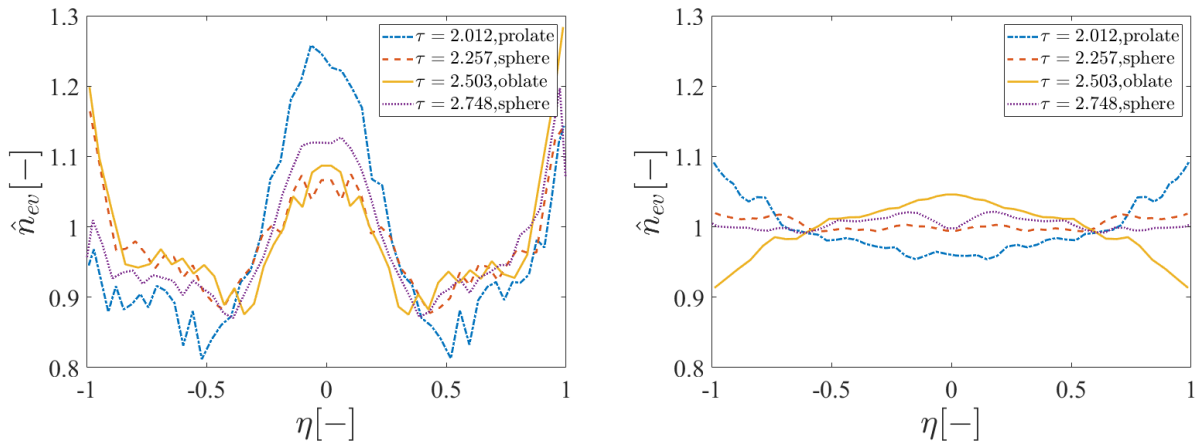 1.3
1.2
1.1
1
0.9
0.8
n̂ev[−]
-1 -0.5 0 0.5 1
η[−]
τ = 2.012,prolate
τ = 2.257,sphere
τ = 2.503,oblate
τ = 2.748,sphere
1.3
1.2
1.1
1
0.9
0.8
n̂ev[−]
-1 -0.5 0 0.5 1
η[−]
τ = 2.012,prolate
τ = 2.257,sphere
τ = 2.503,oblate
τ = 2.748,sphere